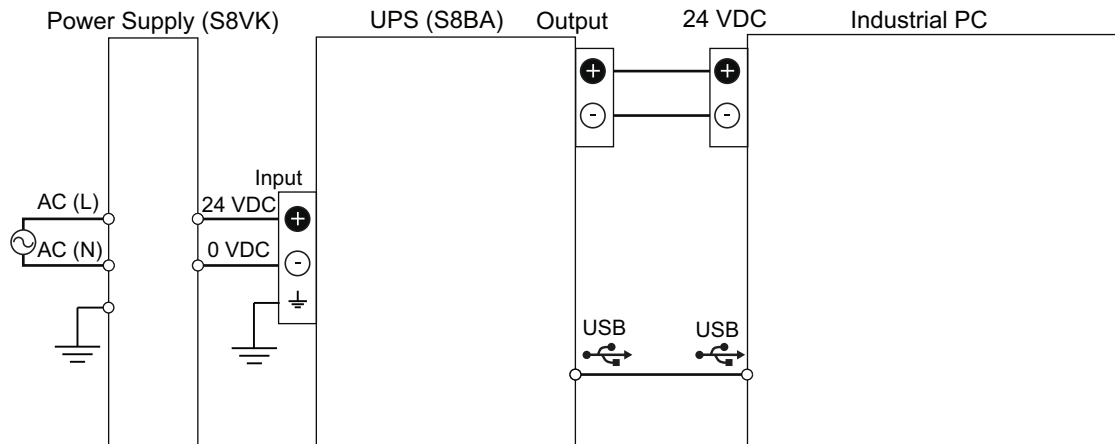 Power Supply (S8VK)
UPS (S8BA)
Output
24 VDC
Industrial PC
+
+
-
-
Input
AC (L)
24 VDC
+
AC (N)
0 VDC
-
USB
USB